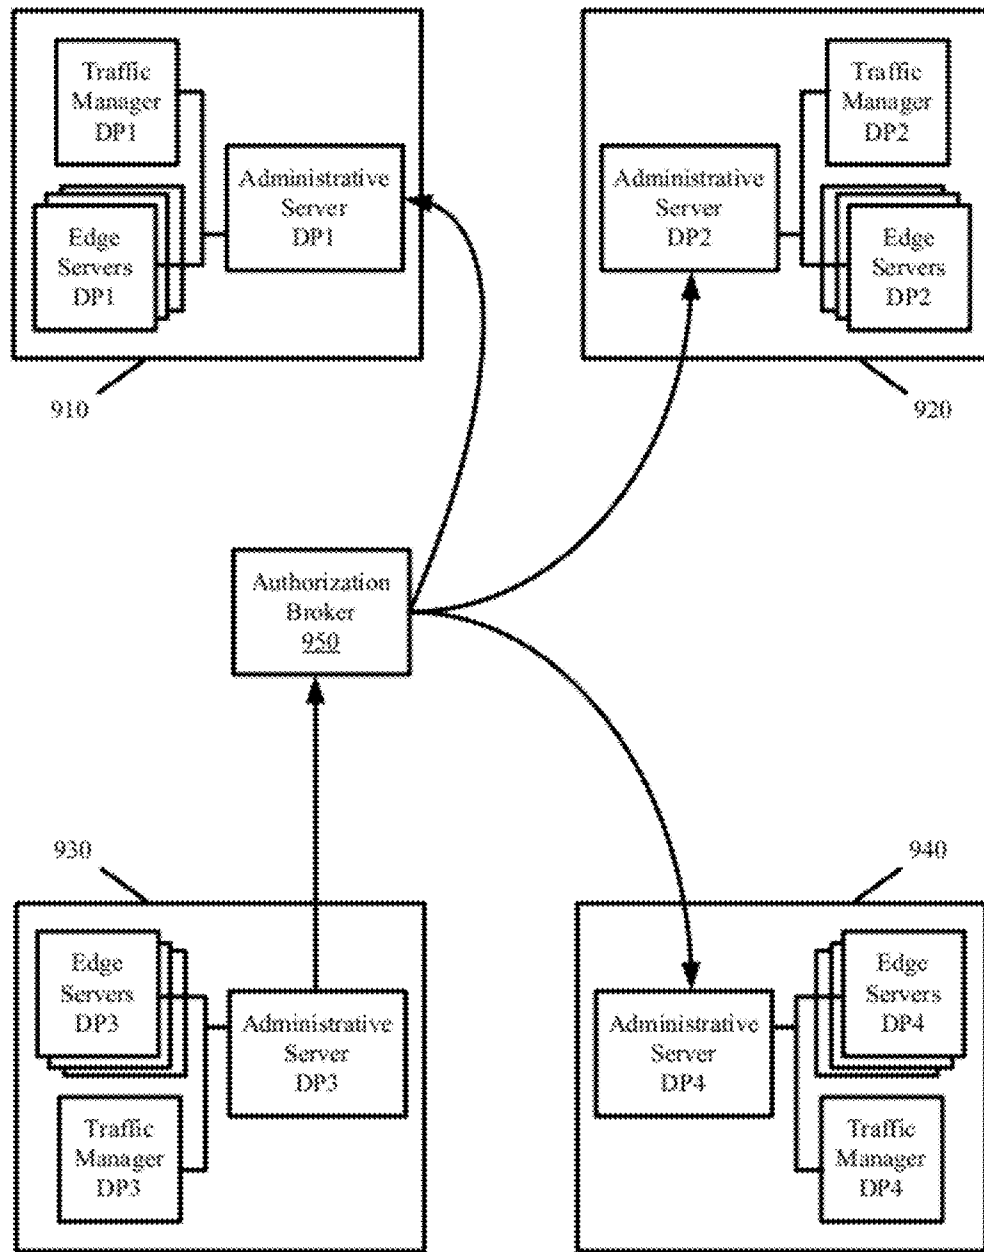 Traffic
Manager
DP1
Administrative
Server
DP1
Edge
Servers
DP1
910
Traffic
Manager
DP2
Administrative
Server
DP2
Edge
Servers
DP2
920
Authorization
Broker
950
930
Edge
Servers
DP3
Administrative
Server
DP3
Traffic
Manager
DP3
940
Edge
Servers
DP4
Administrative
Server
DP4
Traffic
Manager
DP4